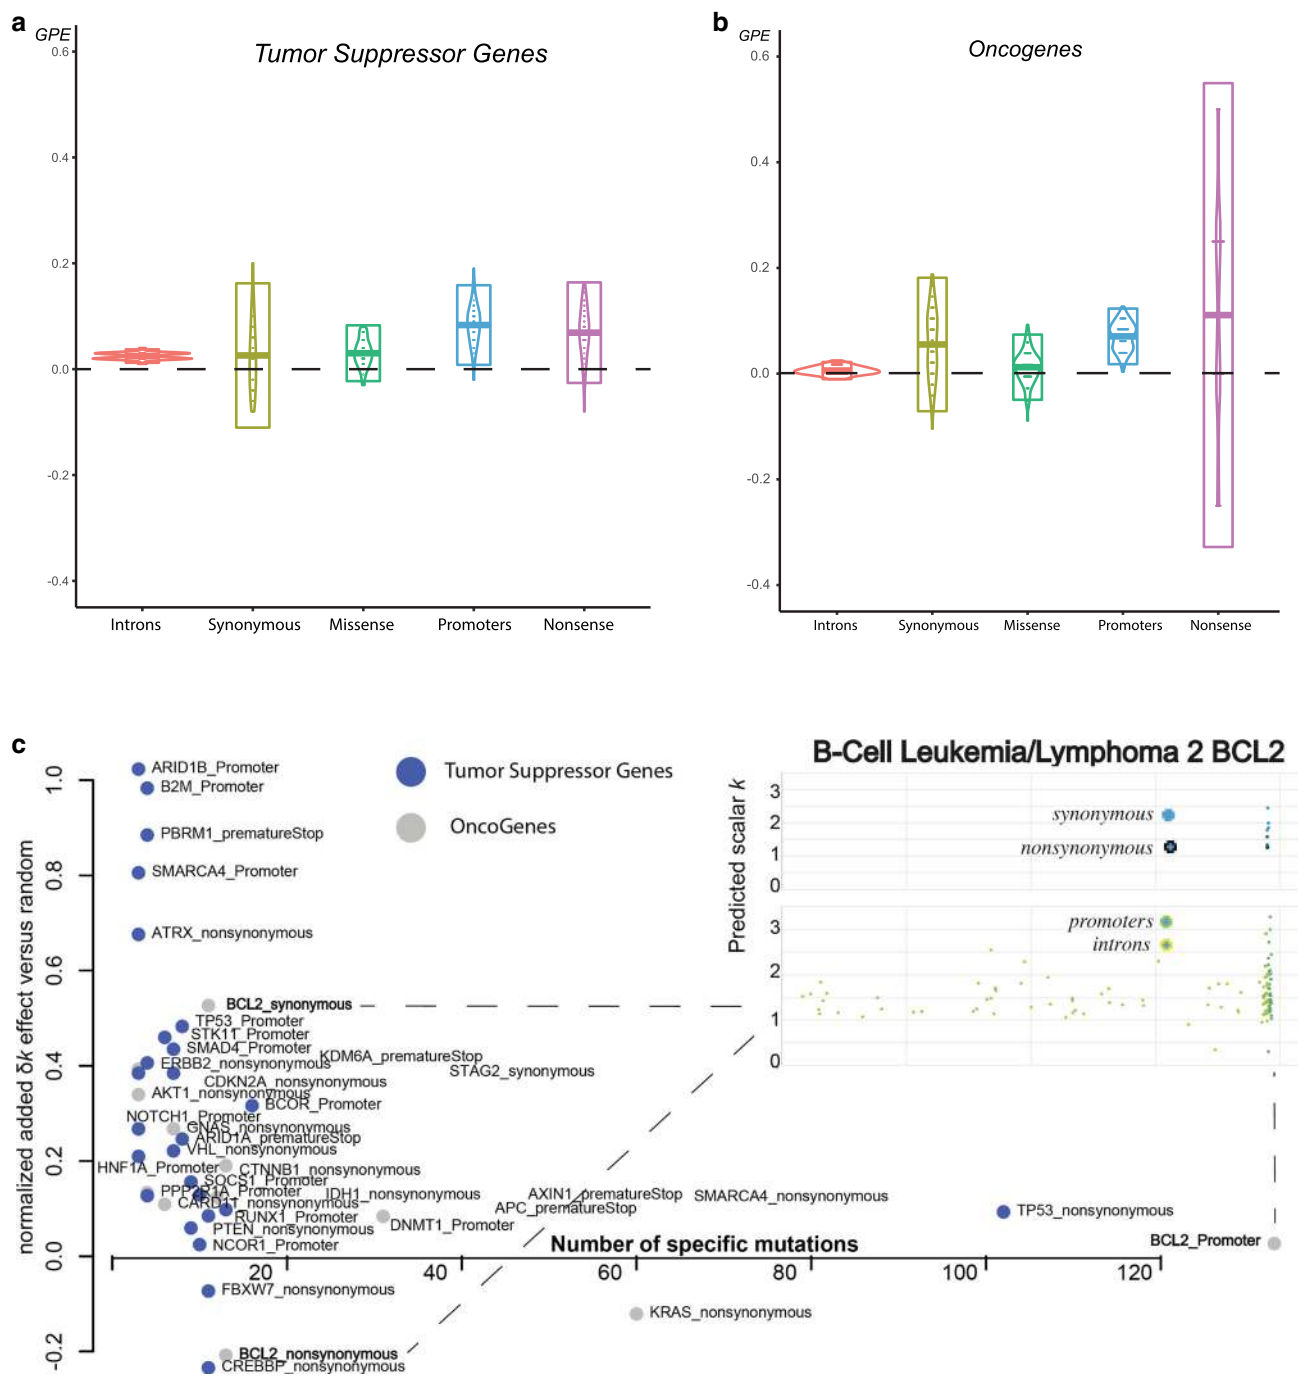 a
GPE
Tumor Suppressor Genes
0.6
0.4
0.2
0.0
-0.2
-0.4
Introns Synonymous Missense Promoters Nonsense
b
GPE
Oncogenes
0.6
0.4
0.2
0.0
-0.2
-0.4
Introns Synonymous Missense Promoters Nonsense
c
normalized added δk effect versus random
1.0
0.8
0.6
0.4
0.2
0.0
-0.2
Tumor Suppressor Genes
OncoGenes
ARID1B_Promoter
B2M_Promoter
PBRM1_prematureStop
SMARCA4_Promoter
ATRX_nonsynonymous
BCL2_synonymous
TP53_Promoter
STK11_Promoter
SMAD4_Promoter
KDM6A_prematureStop
ERBB2_nonsynonymous
STAG2_synonymous
CDKN2A_nonsynonymous
AKT1_nonsynonymous
BCOR_Promoter
NOTCH1_Promoter
GNAS_nonsynonymous
ARID1A_prematureStop
VHL_nonsynonymous
HNF1A_Promoter
CTNNB1_nonsynonymous
SOCS1_Promoter
PPP2R1A_Promoter
IDH1_nonsynonymous
AXIN1_prematureStop
SMARCA4_nonsynonymous
CARD11_nonsynonymous
APC_prematureStop
TP53_nonsynonymous
RUNX1_Promoter
DNMT1_Promoter
PTEN_nonsynonymous
NCOR1_Promoter
BCL2_Promoter
Number of specific mutations
20 40 60 80 100 120
FBXW7_nonsynonymous
KRAS_nonsynonymous
BCL2_nonsynonymous
CREBBP_nonsynonymous
B-Cell Leukemia/Lymphoma 2 BCL2
Predicted scalar k
3
2
1
0
synonymous
nonsynonymous
3
2
1
0
promoters
introns